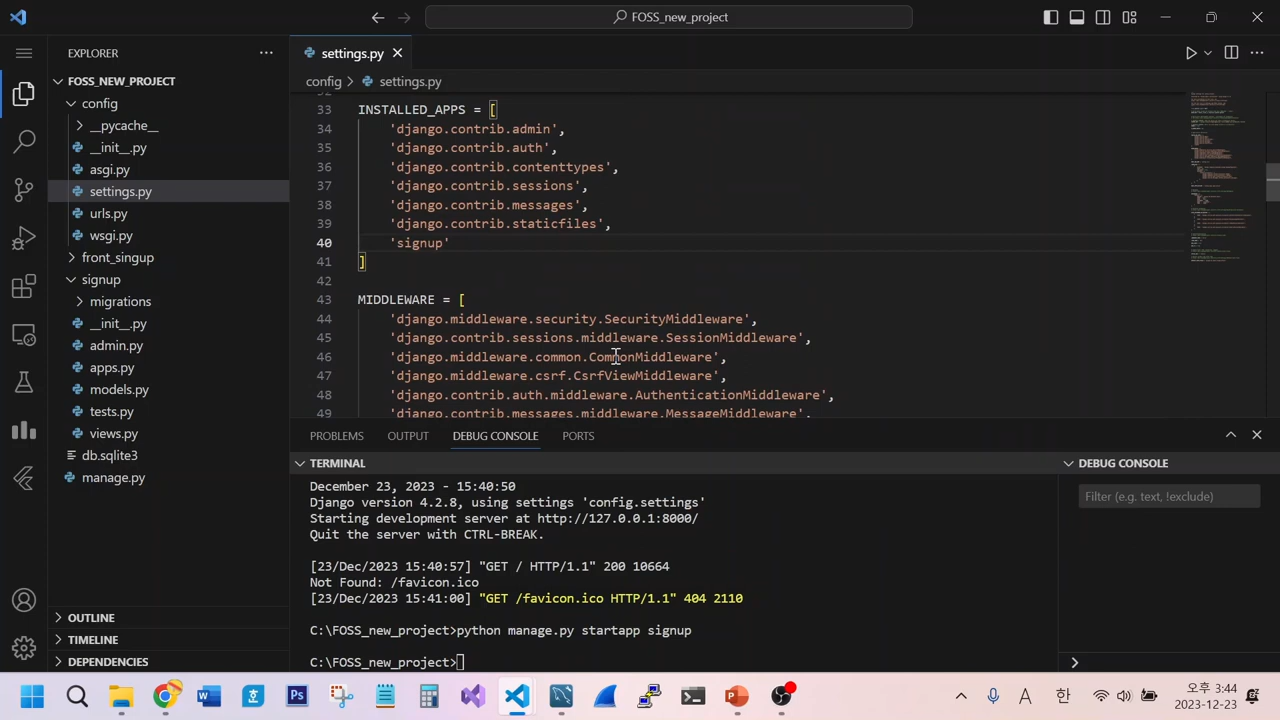 FOSS_new_project
EXPLORER
FOSS_NEW_PROJECT
config
__pycache__
__init__.py
asgi.py
settings.py
urls.py
wsgi.py
front_singup
signup
migrations
__init__.py
admin.py
apps.py
models.py
tests.py
views.py
db.sqlite3
manage.py
OUTLINE
TIMELINE
DEPENDENCIES
settings.py
config > settings.py
33 INSTALLED_APPS = [
34 'django.contrib.admin',
35 'django.contrib.auth',
36 'django.contrib.contenttypes',
37 'django.contrib.sessions',
38 'django.contrib.messages',
39 'django.contrib.staticfiles',
40 'signup'
41 ]
42
43 MIDDLEWARE = [
44 'django.middleware.security.SecurityMiddleware',
45 'django.contrib.sessions.middleware.SessionMiddleware',
46 'django.middleware.common.CommonMiddleware',
47 'django.middleware.csrf.CsrfViewMiddleware',
48 'django.contrib.auth.middleware.AuthenticationMiddleware',
49 'django.contrib.messages.middleware.MessageMiddleware',
PROBLEMS OUTPUT DEBUG CONSOLE PORTS
TERMINAL
December 23, 2023 - 15:40:50
Django version 4.2.8, using settings 'config.settings'
Starting development server at http://127.0.0.1:8000/
Quit the server with CTRL-BREAK.
[23/Dec/2023 15:40:57] "GET / HTTP/1.1" 200 10664
Not Found: /favicon.ico
[23/Dec/2023 15:41:00] "GET /favicon.ico HTTP/1.1" 404 2110
C:\FOSS_new_project>python manage.py startapp signup
C:\FOSS_new_project>
DEBUG CONSOLE
Filter (e.g. text, !exclude)
A 한
오후 3:44
2023-12-23